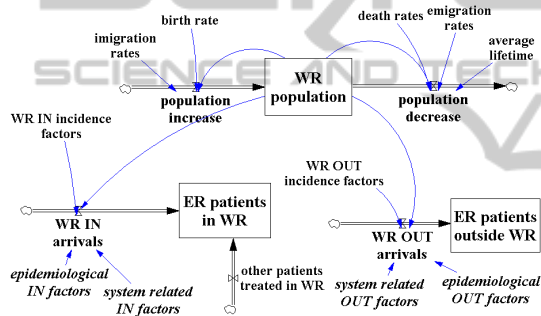 birth rate
imigration
rates
death rates
emigration
rates
average
lifetime
WR
population
population
increase
population
decrease
SCIENCE AND TECH
WR IN incidence
factors
WR OUT
incidence factors
ER patients
in WR
ER patients
outside WR
WR IN
arrivals
WR OUT
arrivals
epidemiological
IN factors
system related
IN factors
other patients
treated in WR
system related
OUT factors
epidemiological
OUT factors